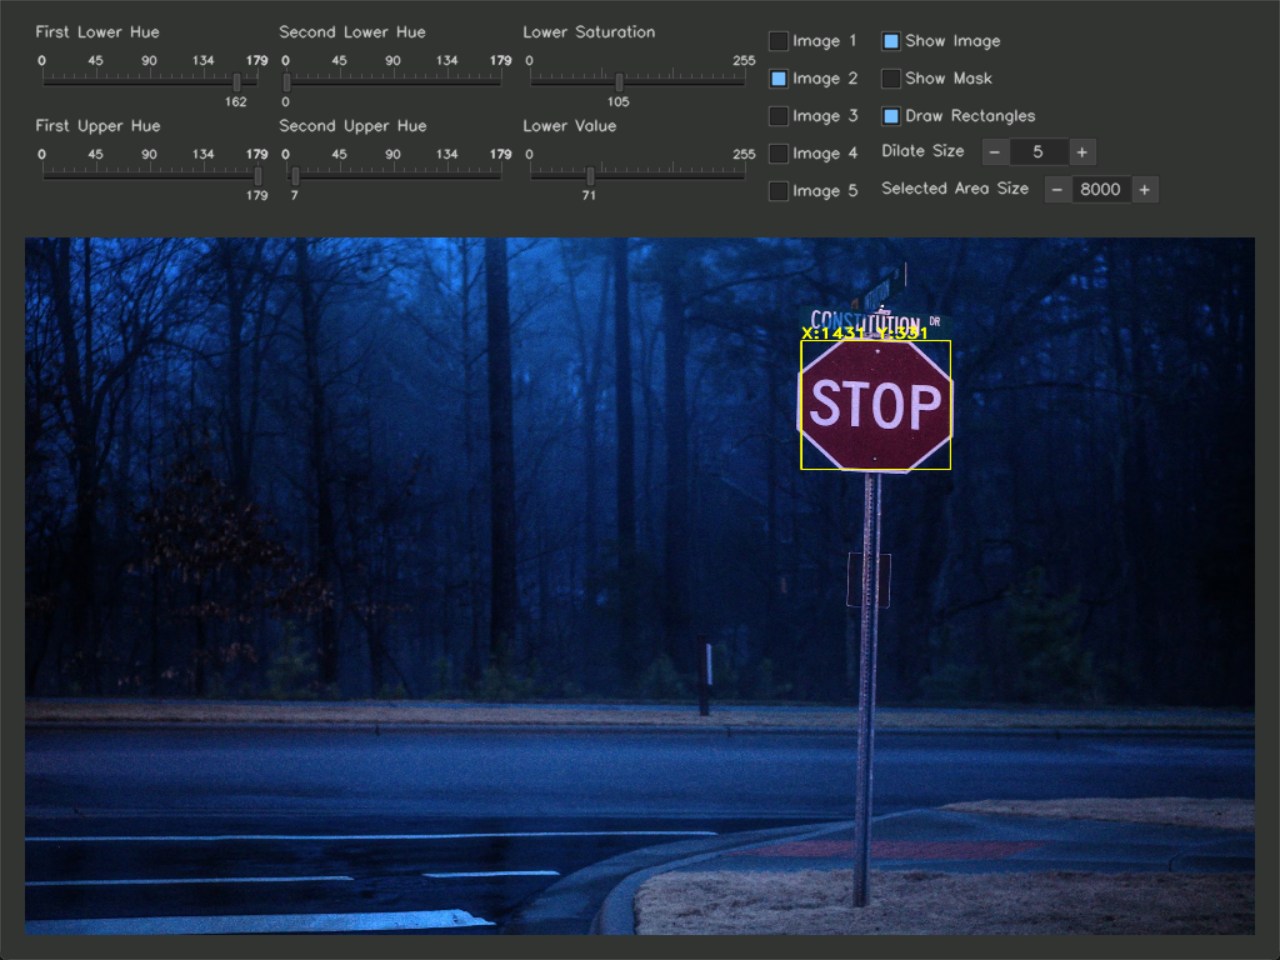 First Lower Hue
0 45 90 134 179
162
Second Lower Hue
0 45 90 134 179
0
Lower Saturation
0 255
105
First Upper Hue
0 45 90 134 179
179
Second Upper Hue
0 45 90 134 179
7
Lower Value
0 255
71
Image 1
Image 2
Image 3
Image 4
Image 5
Show Image
Show Mask
Draw Rectangles
Dilate Size − 5 +
Selected Area Size − 8000 +
CONSTITUTION DR
X:1431 Y:331
STOP